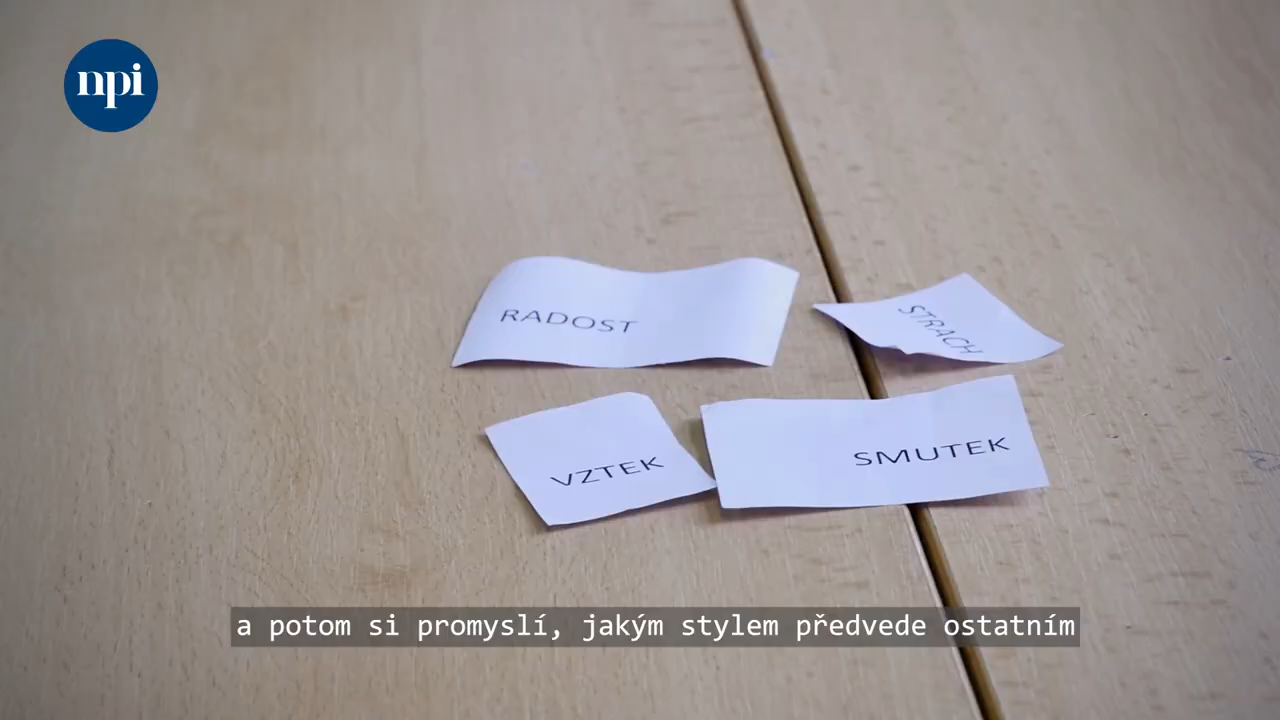 npi
RADOST
STRACH
VZTEK
SMUTEK
a potom si promyslí, jakým stylem předvede ostatním